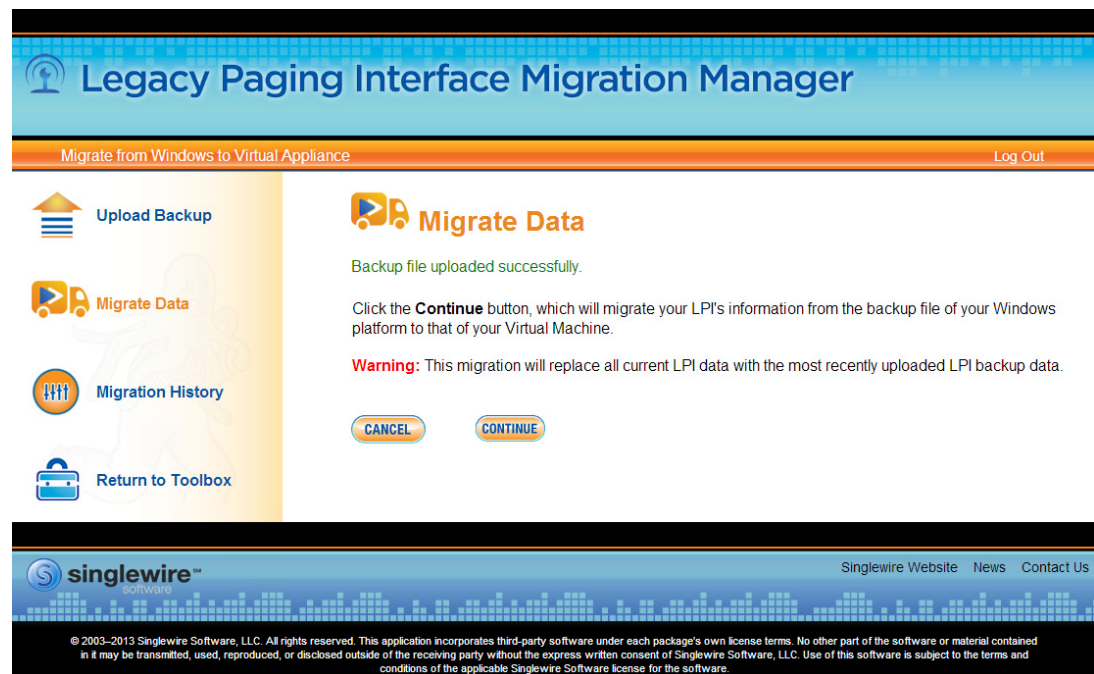 Legacy Paging Interface Migration Manager
Migrate from Windows to Virtual Appliance
Log Out
Upload Backup
Migrate Data
Migration History
Return to Toolbox
Migrate Data
Backup file uploaded successfully.
Click the Continue button, which will migrate your LPI's information from the backup file of your Windows
platform to that of your Virtual Machine.
Warning: This migration will replace all current LPI data with the most recently uploaded LPI backup data.
CANCEL
CONTINUE
singlewire℠
software
Singlewire Website News Contact Us
© 2003–2013 Singlewire Software, LLC. All rights reserved. This application incorporates third-party software under each package's own license terms. No other part of the software or material contained
in it may be transmitted, used, reproduced, or disclosed outside of the receiving party without the express written consent of Singlewire Software, LLC. Use of this software is subject to the terms and
conditions of the applicable Singlewire Software license for the software.